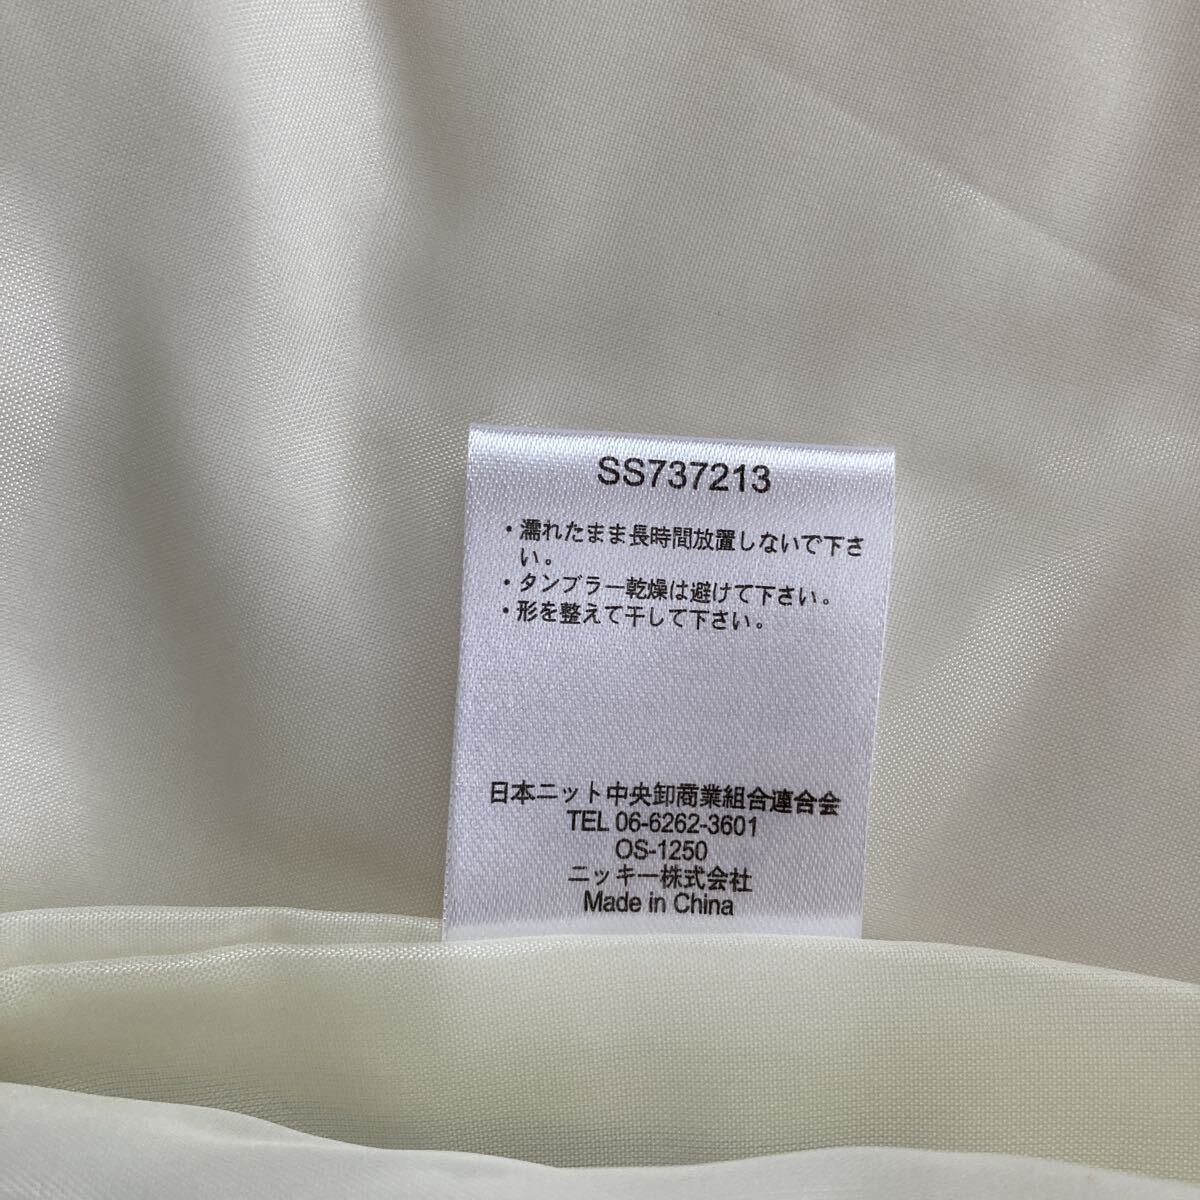 SS737213
・濡れたまま長時間放置しないで下さ
い。
・タンブラー乾燥は避けて下さい。
・形を整えて干して下さい。
日本ニット中央卸商業組合連合会
TEL 06-6262-3601
OS-1250
ニッキー株式会社
Made in China